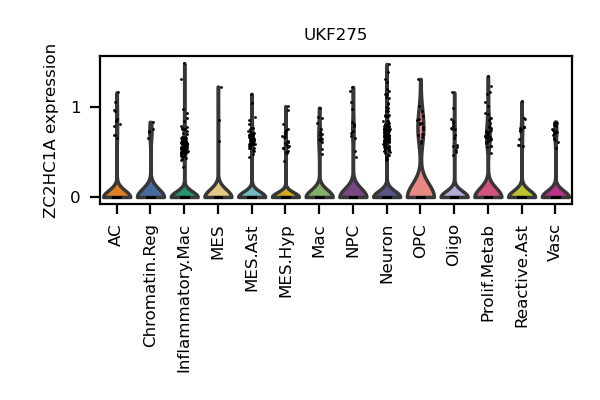 UKF275
ZC2HC1A expression
1
0
AC
Chromatin.Reg
Inflammatory.Mac
MES
MES.Ast
MES.Hyp
Mac
NPC
Neuron
OPC
Oligo
Prolif.Metab
Reactive.Ast
Vasc